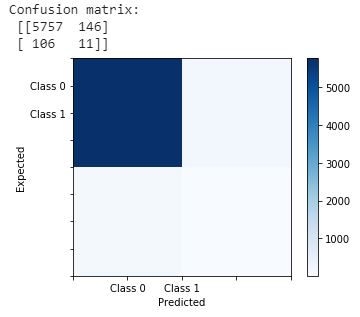 Confusion matrix:
[[5757 146]
[ 106 11]]
Class 0
Class 1
Expected
Class 0 Class 1
Predicted
5000
4000
3000
2000
1000